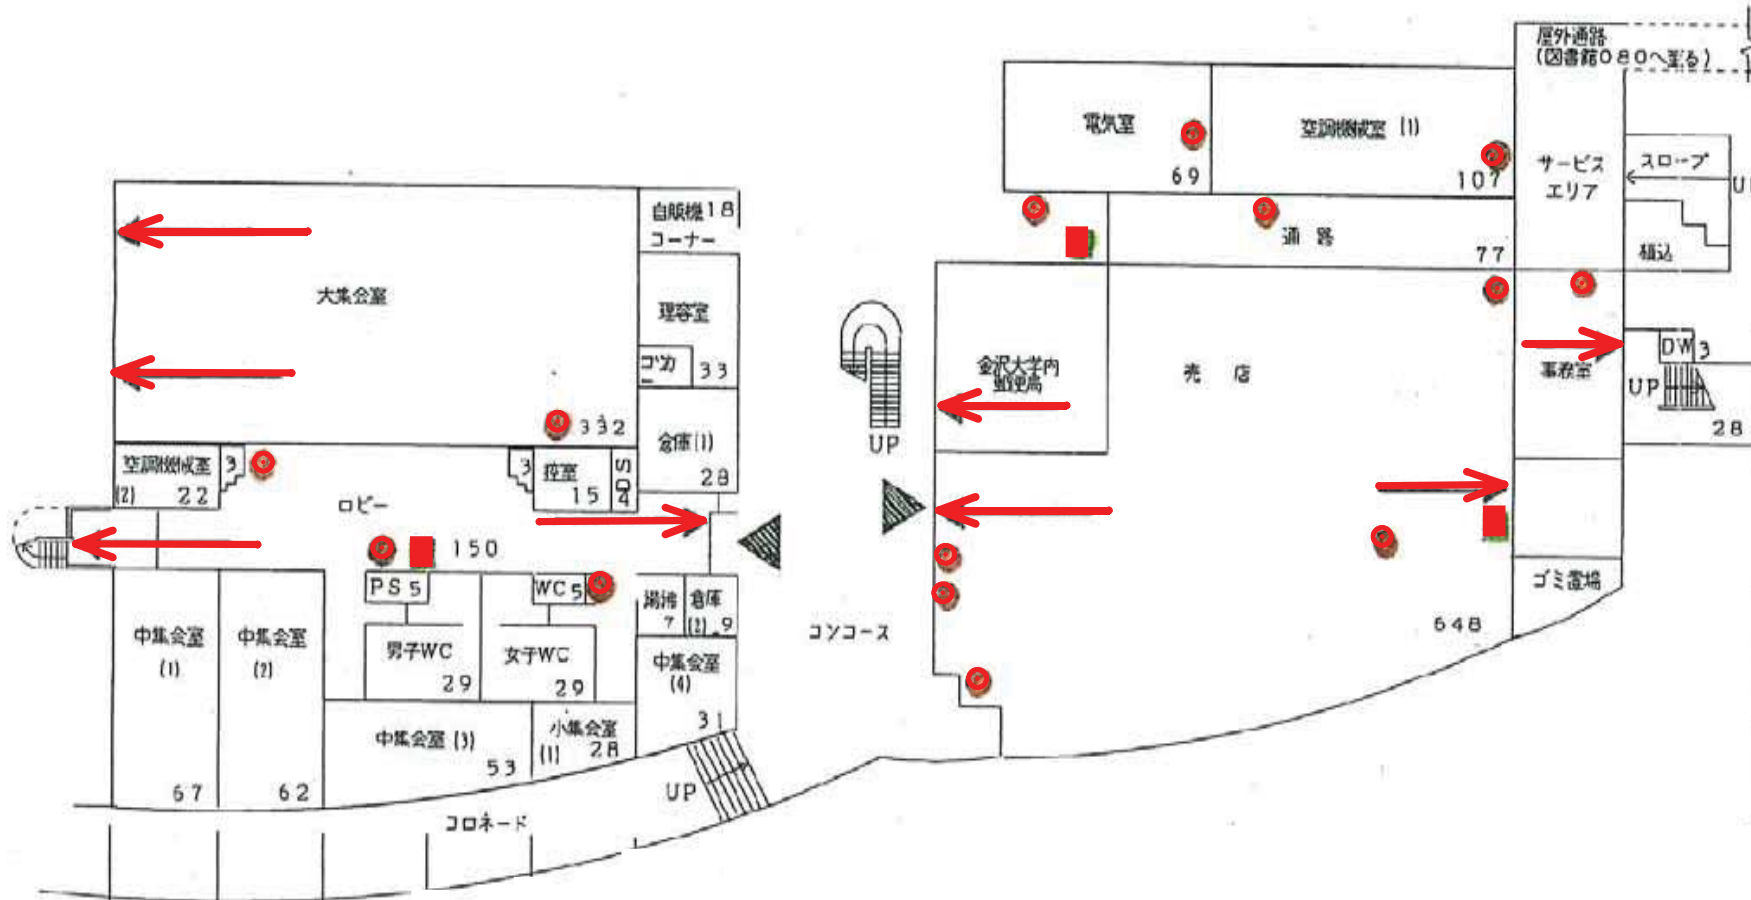 屋外通路
(図書館080へ至る)
電気室
69
空調機械室 (1)
107
サービス
エリア
スロープ
自販機18
コーナー
通 路
77
植込
大集会室
理容室
33
金沢大学内
郵便局
売 店
DW 3
事務室
UP
28
332
倉庫(1)
28
UP
空調機械室
(2) 22
3
3
控室
15
SD
4
ロビー
150
PS 5
WC 5
湯沸
7
倉庫
(2).9
ゴミ置場
648
コンコース
中集会室
(1)
67
中集会室
(2)
62
男子WC
29
女子WC
29
中集会室
(4)
31
中集会室 (3)
53
小集会室
(1) 28
UP
コロネード